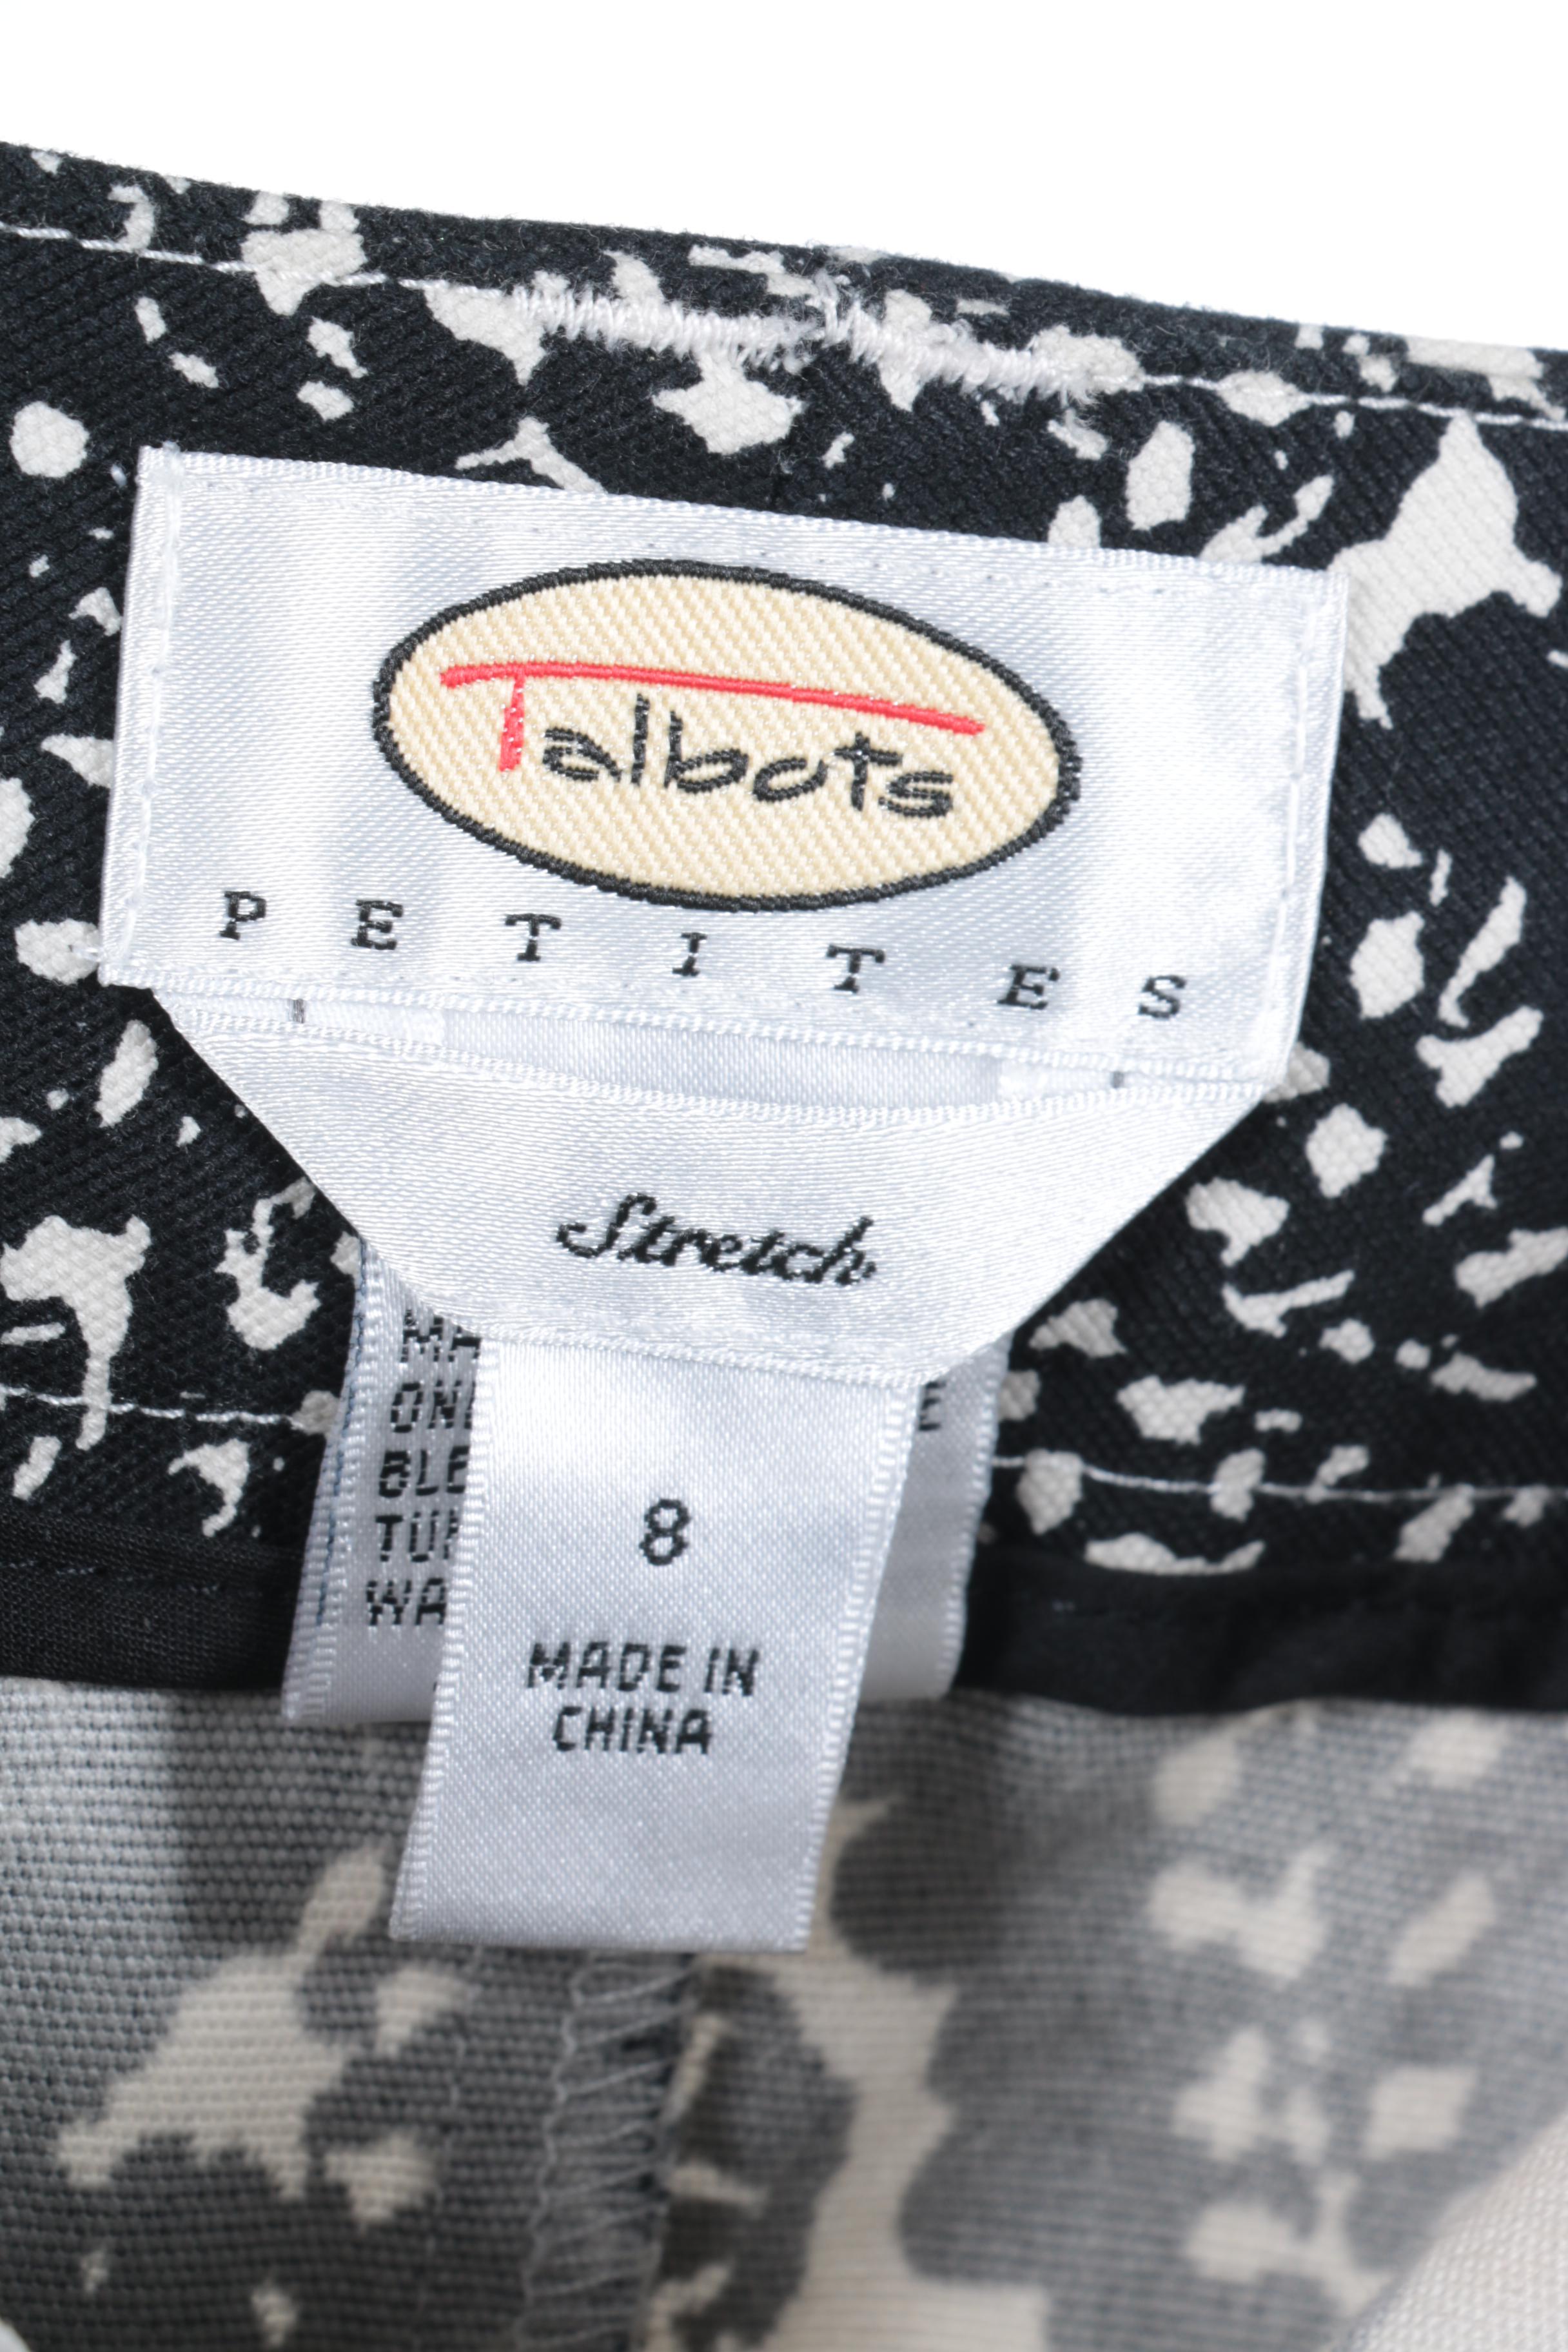 Talbots
PETITES
Stretch
8
MADE IN
CHINA